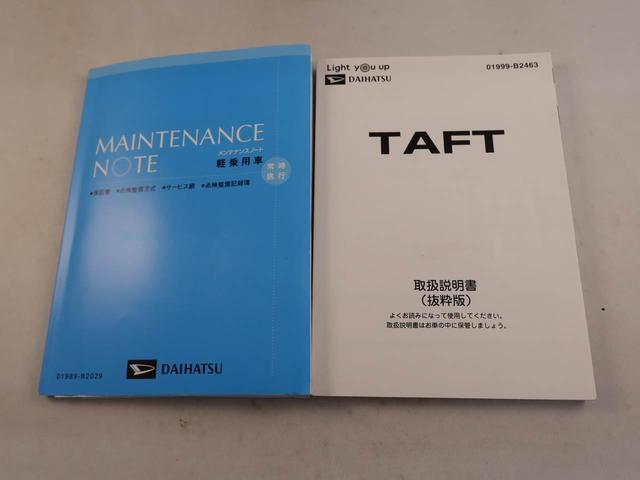 MAINTENANCE
NOTE
メンテナンスノート
軽乗用車
常時
携行
●保証書 ●点検整備方式 ●サービス網 ●点検整備記録簿
DAIHATSU
01989-B2029
Light you up
DAIHATSU
01999-B2463
TAFT
取扱説明書
(抜粋版)
よくお読みになって使用してください。
取扱説明書はお車の中に保管しましょう。